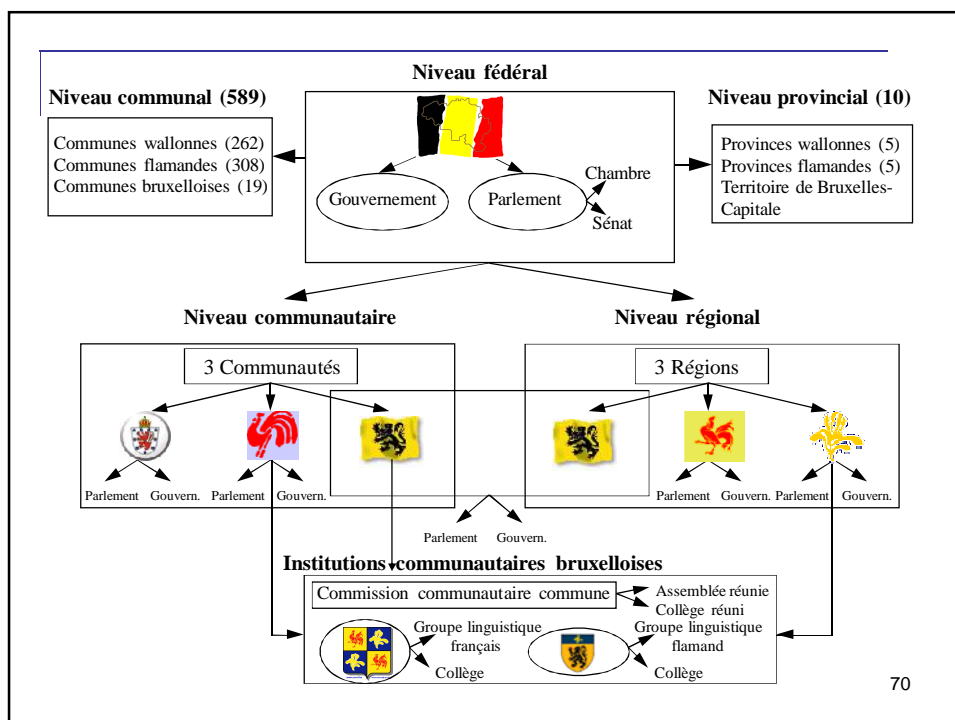 Niveau fédéral
Niveau communal (589)
Niveau provincial (10)
Communes wallonnes (262)
Communes flamandes (308)
Communes bruxelloises (19)
Gouvernement
Parlement
Chambre
Sénat
Provinces wallonnes (5)
Provinces flamandes (5)
Territoire de Bruxelles-
Capitale
Niveau communautaire
Niveau régional
3 Communautés
3 Régions
Parlement Gouvern. Parlement Gouvern.
Parlement Gouvern. Parlement Gouvern.
Parlement Gouvern.
Institutions communautaires bruxelloises
Commission communautaire commune
Assemblée réunie
Collège réuni
Groupe linguistique
français
Collège
Groupe linguistique
flamand
Collège
70